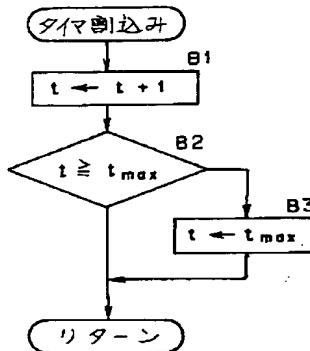 タイマ割込み
B1
t ← t + 1
B2
t ≧ tmax
B3
t ← tmax
リターン